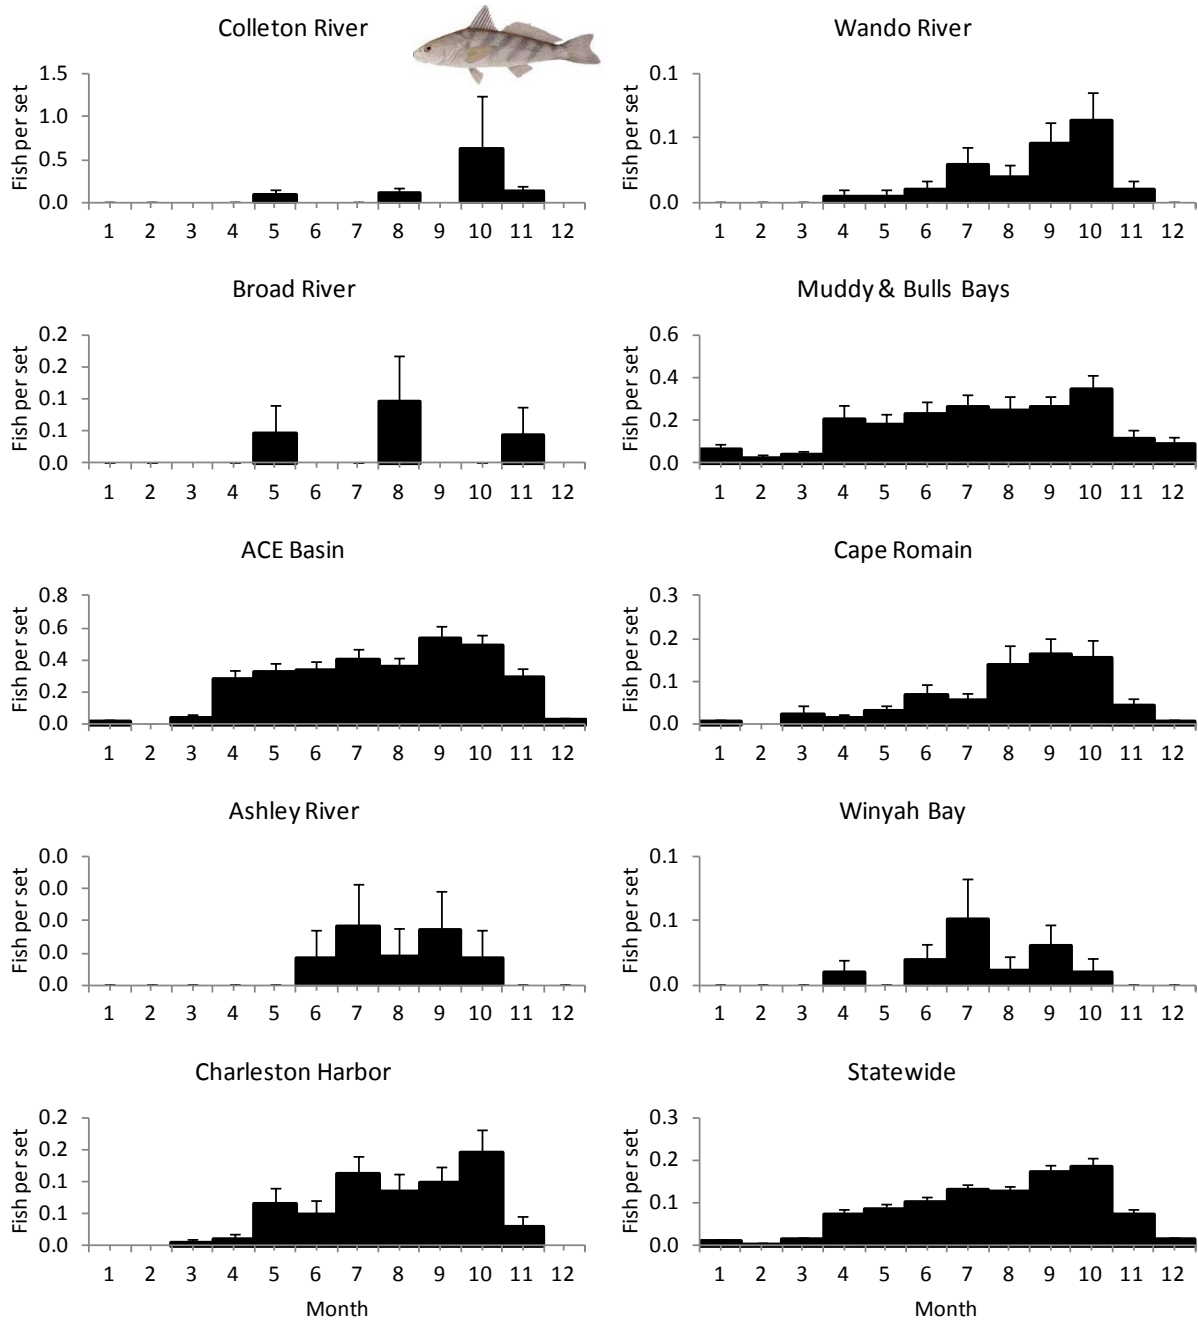 Colleton River
Fish per set
1.5
1.0
0.5
0.0
1 2 3 4 5 6 7 8 9 10 11 12
Wando River
Fish per set
0.1
0.1
0.0
1 2 3 4 5 6 7 8 9 10 11 12
Broad River
Fish per set
0.2
0.2
0.1
0.1
0.0
1 2 3 4 5 6 7 8 9 10 11 12
Muddy & Bulls Bays
Fish per set
0.6
0.4
0.2
0.0
1 2 3 4 5 6 7 8 9 10 11 12
ACE Basin
Fish per set
0.8
0.6
0.4
0.2
0.0
1 2 3 4 5 6 7 8 9 10 11 12
Cape Romain
Fish per set
0.3
0.2
0.1
0.0
1 2 3 4 5 6 7 8 9 10 11 12
Ashley River
Fish per set
0.0
0.0
0.0
0.0
0.0
1 2 3 4 5 6 7 8 9 10 11 12
Winyah Bay
Fish per set
0.1
0.1
0.0
1 2 3 4 5 6 7 8 9 10 11 12
Charleston Harbor
Fish per set
0.2
0.2
0.1
0.1
0.0
1 2 3 4 5 6 7 8 9 10 11 12
Month
Statewide
Fish per set
0.3
0.2
0.1
0.0
1 2 3 4 5 6 7 8 9 10 11 12
Month